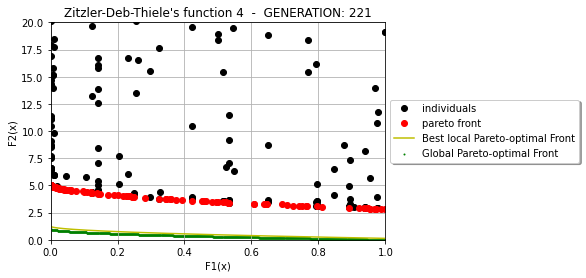 Zitzler-Deb-Thiele's function 4 - GENERATION: 221
20.0
17.5
15.0
12.5
10.0
7.5
5.0
2.5
0.0
F2(x)
0.0 0.2 0.4 0.6 0.8 1.0
F1(x)
individuals
pareto front
Best local Pareto-optimal Front
Global Pareto-optimal Front